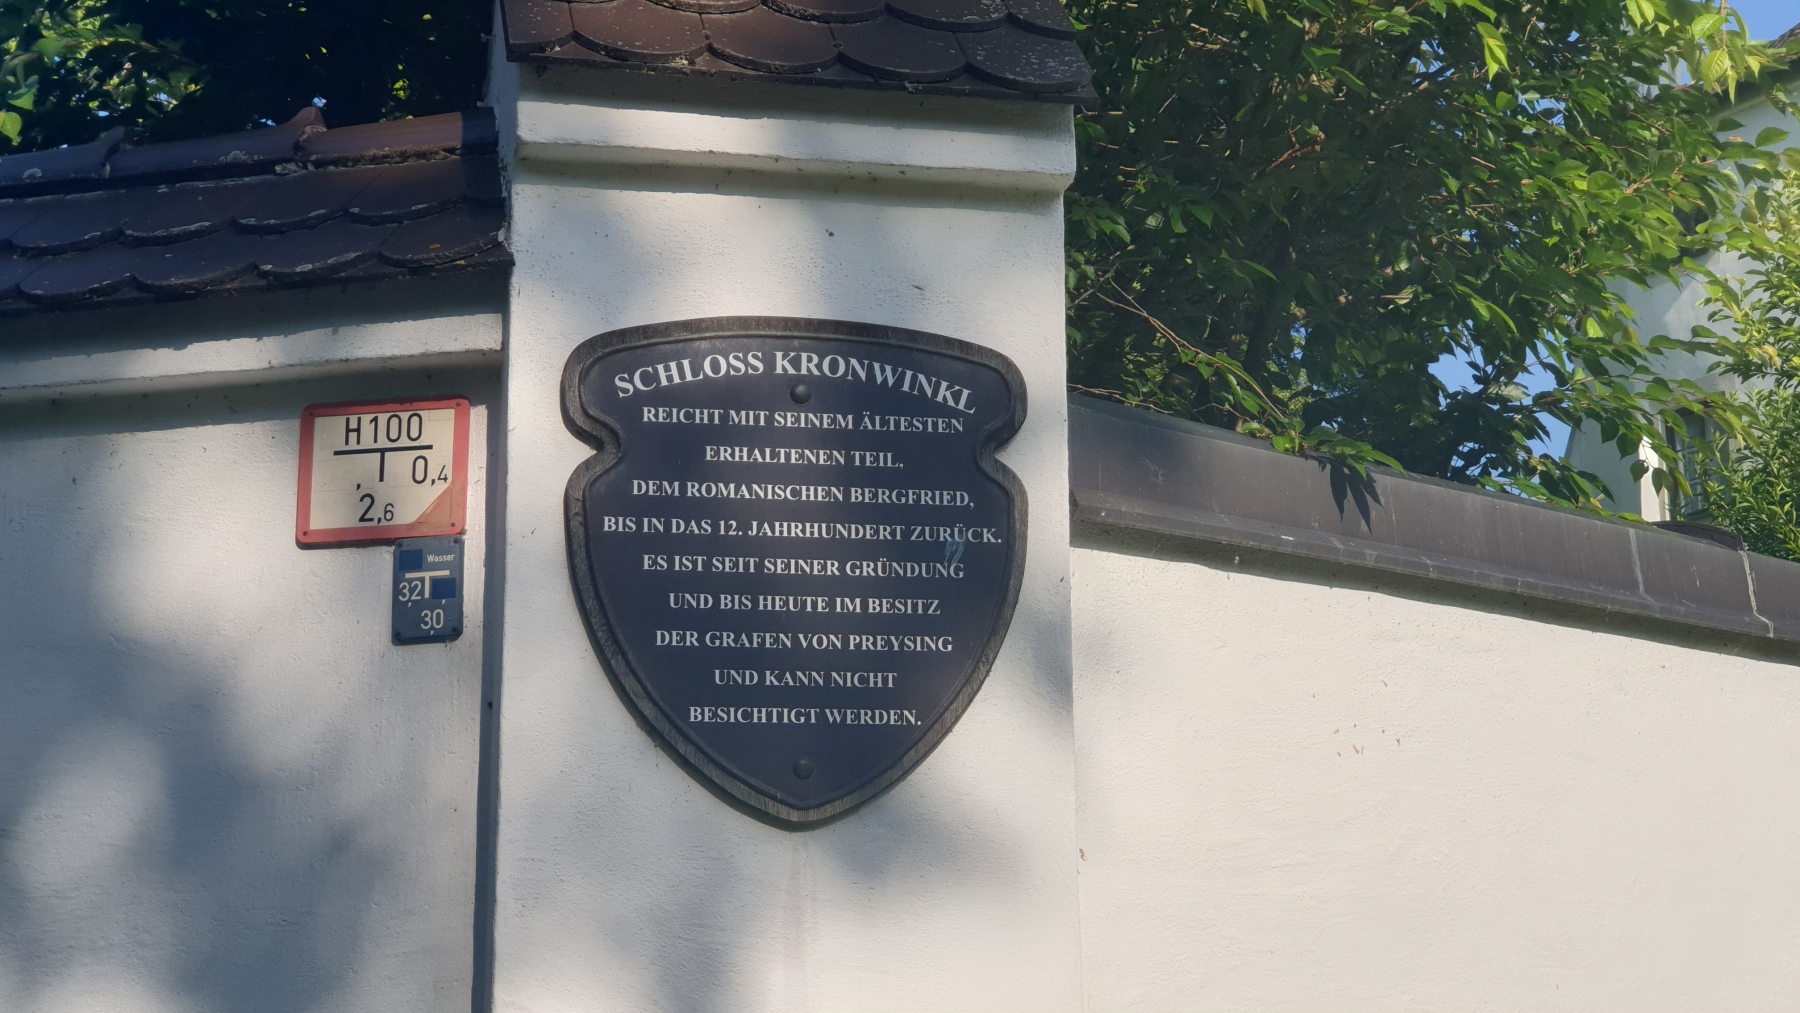 SCHLOSS KRONWINKL
REICHT MIT SEINEM ÄLTESTEN
ERHALTENEN TEIL,
DEM ROMANISCHEN BERGFRIED,
BIS IN DAS 12. JAHRHUNDERT ZURÜCK.
ES IST SEIT SEINER GRÜNDUNG
UND BIS HEUTE IM BESITZ
DER GRAFEN VON PREYSING
UND KANN NICHT
BESICHTIGT WERDEN.
H100
0,4
2,6
Wasser
32,
,30